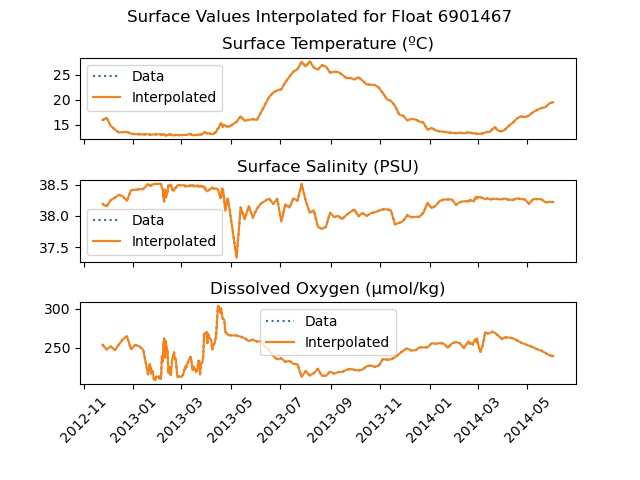 Surface Values Interpolated for Float 6901467
Surface Temperature (ºC)
25
20
15
Data
Interpolated
Surface Salinity (PSU)
38.5
38.0
37.5
Data
Interpolated
Dissolved Oxygen (µmol/kg)
300
250
Data
Interpolated
2012-11
2013-01
2013-03
2013-05
2013-07
2013-09
2013-11
2014-01
2014-03
2014-05